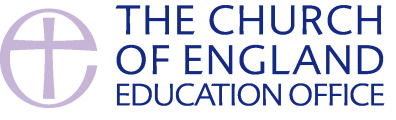 THE CHURCH
OF ENGLAND
EDUCATION OFFICE